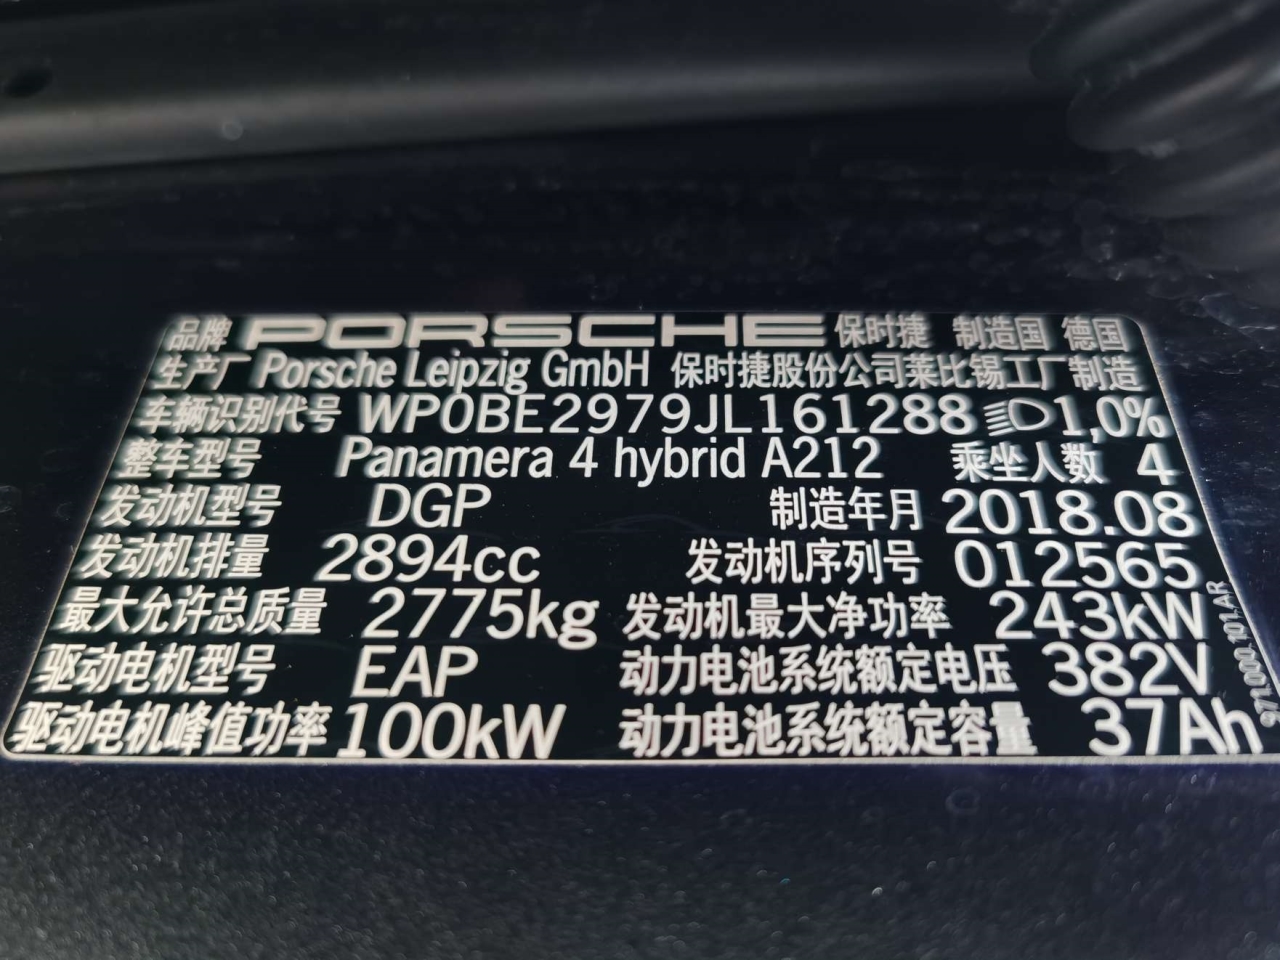 品牌 PORSCHE 保时捷 制造国 德国
生产厂 Porsche Leipzig GmbH 保时捷股份公司莱比锡工厂制造
车辆识别代号 WP0BE2979JL161288 1,0%
整车型号 Panamera 4 hybrid A212 乘坐人数 4
发动机型号 DGP 制造年月 2018.08
发动机排量 2894cc 发动机序列号 012565
最大允许总质量 2775kg 发动机最大净功率 243kW
驱动电机型号 EAP 动力电池系统额定电压 382V
驱动电机峰值功率 100kW 动力电池系统额定容量 37Ah
971.000.101.AR